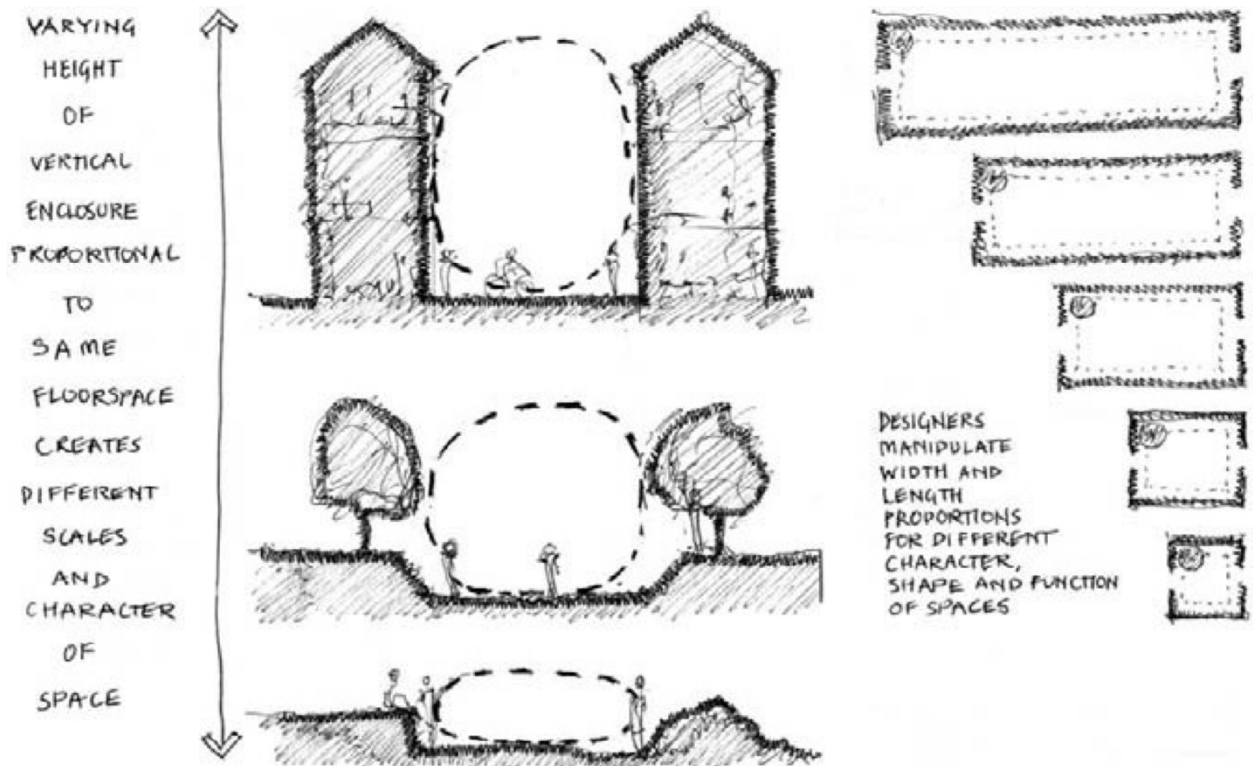 VARYING
HEIGHT
OF
VERTICAL
ENCLOSURE
PROPORTIONAL
TO
SAME
FLOORSPACE
CREATES
DIFFERENT
SCALES
AND
CHARACTER
OF
SPACE
DESIGNERS
MANIPULATE
WIDTH AND
LENGTH
PROPORTIONS
FOR DIFFERENT
CHARACTER,
SHAPE AND FUNCTION
OF SPACES